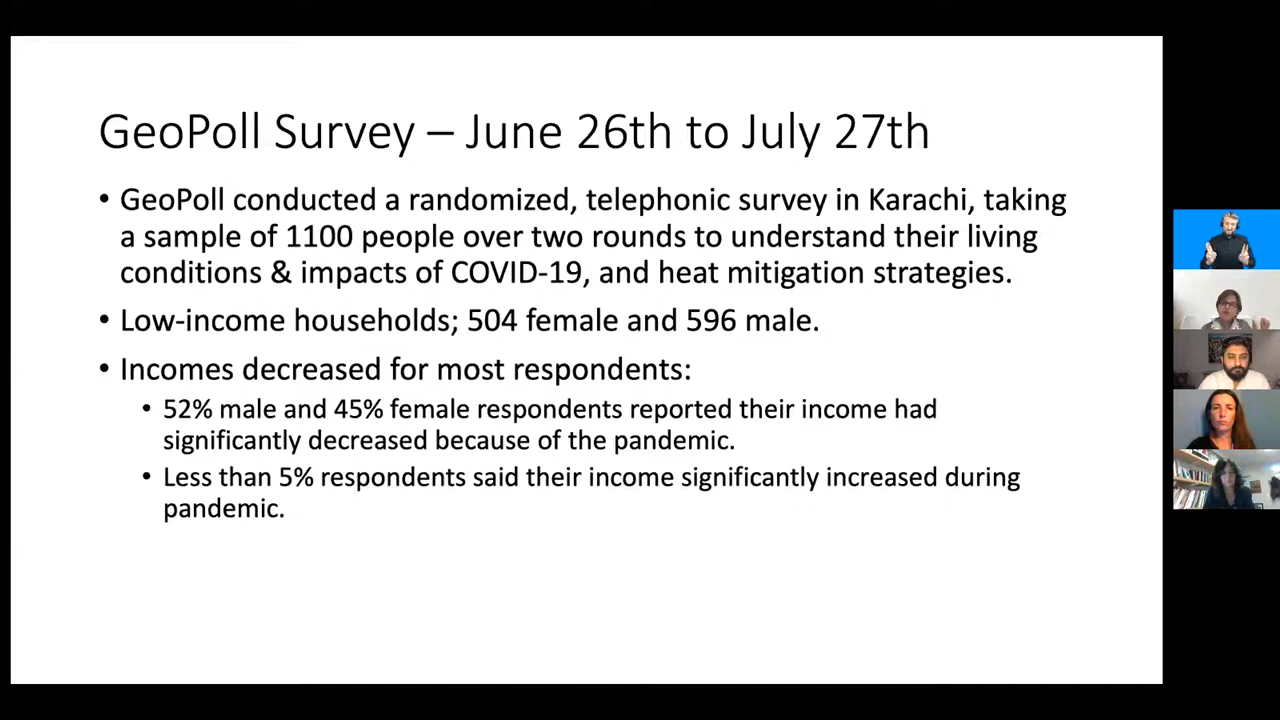 GeoPoll Survey – June 26th to July 27th
• GeoPoll conducted a randomized, telephonic survey in Karachi, taking
a sample of 1100 people over two rounds to understand their living
conditions & impacts of COVID-19, and heat mitigation strategies.
• Low-income households; 504 female and 596 male.
• Incomes decreased for most respondents:
• 52% male and 45% female respondents reported their income had
significantly decreased because of the pandemic.
• Less than 5% respondents said their income significantly increased during
pandemic.